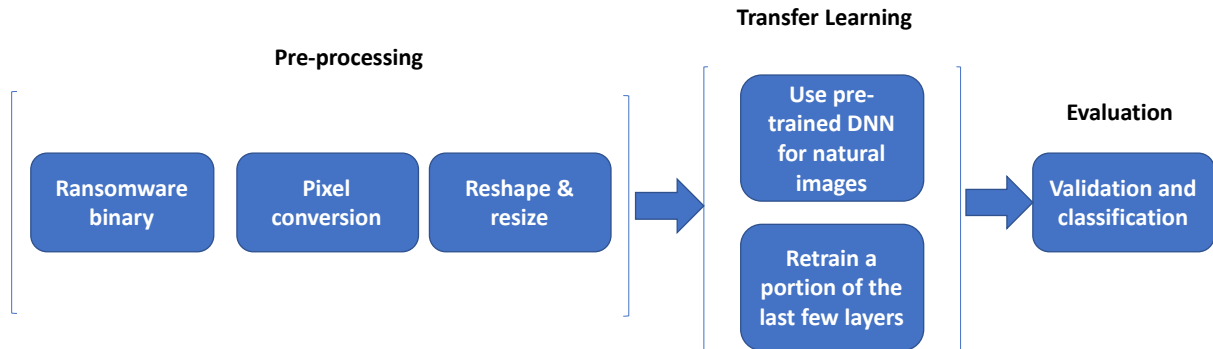 Pre-processing
Ransomware
binary
Pixel
conversion
Reshape &
resize
Transfer Learning
Use pre-
trained DNN
for natural
images
Retrain a
portion of the
last few layers
Evaluation
Validation and
classification